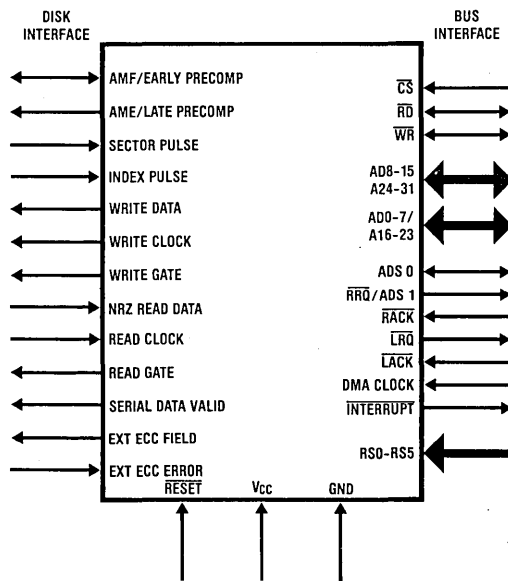 DISK
INTERFACE
BUS
INTERFACE
AMF/EARLY PRECOMP
AME/LATE PRECOMP
SECTOR PULSE
INDEX PULSE
WRITE DATA
WRITE CLOCK
WRITE GATE
NRZ READ DATA
READ CLOCK
READ GATE
SERIAL DATA VALID
EXT ECC FIELD
EXT ECC ERROR
CS
RD
WR
AD8-15
A24-31
AD0-7/
A16-23
ADS 0
RRQ/ADS 1
RACK
LRQ
LACK
DMA CLOCK
INTERRUPT
RS0-RS5
RESET
VCC
GND